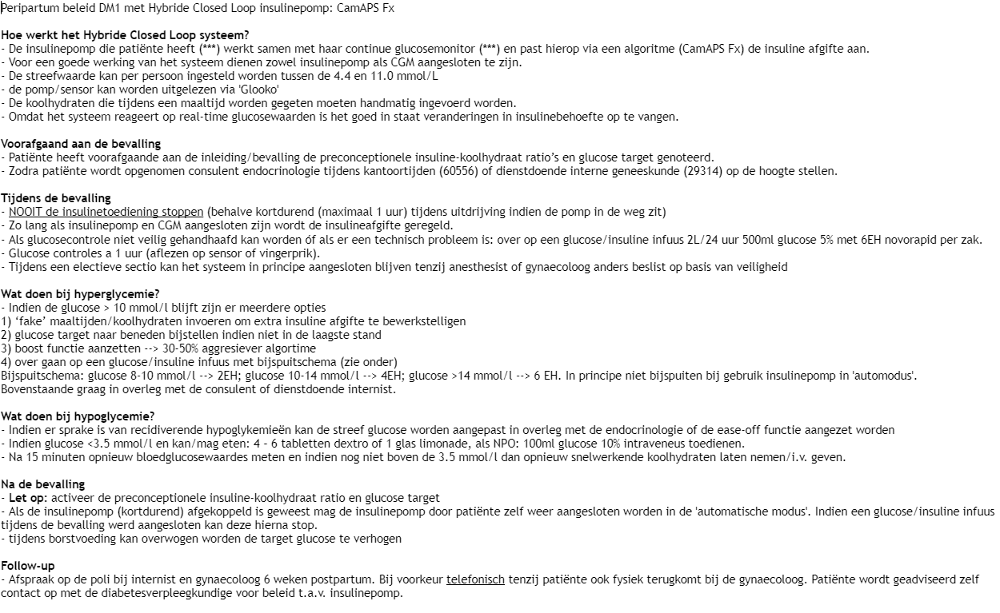 Peripartum beleid DM1 met Hybride Closed Loop insulinepomp: CamAPS Fx
Hoe werkt het Hybride Closed Loop systeem?
- De insulinepomp die patiënte heeft (***) werkt samen met haar continue glucosemonitor (***) en past hierop via een algoritme (CamAPS Fx) de insuline afgifte aan.
- Voor een goede werking van het systeem dienen zowel insulinepomp als CGM aangesloten te zijn.
- De streefwaarde kan per persoon ingesteld worden tussen de 4.4 en 11.0 mmol/L
- de pomp/sensor kan worden uitgelezen via 'Glooko'
- De koolhydraten die tijdens een maaltijd worden gegeten moeten handmatig ingevoerd worden.
- Omdat het systeem reageert op real-time glucosewaarden is het goed in staat veranderingen in insulinebehoefte op te vangen.
Voorafgaand aan de bevalling
- Patiënte heeft voorafgaande aan de inleiding/bevalling de preconceptionele insuline-koolhydraat ratio's en glucose target genoteerd.
- Zodra patiënte wordt opgenomen consulent endocrinologie tijdens kantoortijden (60556) of dienstdoende interne geneeskunde (29314) op de hoogte stellen.
Tijdens de bevalling
- NOOIT de insulinetoediening stoppen (behalve kortdurend (maximaal 1 uur) tijdens uitdrijving indien de pomp in de weg zit)
- Zo lang als insulinepomp en CGM aangesloten zijn wordt de insulineafgifte geregeld.
- Als glucosecontrole niet veilig gehandhaafd kan worden óf als er een technisch probleem is: over op een glucose/insuline infuus 2L/24 uur 500ml glucose 5% met 6EH novorapid per zak.
- Glucose controles a 1 uur (aflezen op sensor of vingerprik).
- Tijdens een electieve sectio kan het systeem in principe aangesloten blijven tenzij anesthesist of gynaecoloog anders beslist op basis van veiligheid
Wat doen bij hyperglycemie?
- Indien de glucose > 10 mmol/l blijft zijn er meerdere opties
1) ‘fake’ maaltijden/koolhydraten invoeren om extra insuline afgifte te bewerkstelligen
2) glucose target naar beneden bijstellen indien niet in de laagste stand
3) boost functie aanzetten --> 30-50% aggresiever algortime
4) over gaan op een glucose/insuline infuus met bijspuitschema (zie onder)
Bijspuitschema: glucose 8-10 mmol/l --> 2EH; glucose 10-14 mmol/l --> 4EH; glucose >14 mmol/l --> 6 EH. In principe niet bijspuiten bij gebruik insulinepomp in 'automodus'.
Bovenstaande graag in overleg met de consulent of dienstdoende internist.
Wat doen bij hypoglycemie?
- Indien er sprake is van recidiverende hypoglykemieën kan de streef glucose worden aangepast in overleg met de endocrinologie of de ease-off functie aangezet worden
- Indien glucose <3.5 mmol/l en kan/mag eten: 4 - 6 tabletten dextro of 1 glas limonade, als NPO: 100ml glucose 10% intraveneus toedienen.
- Na 15 minuten opnieuw bloedglucosewaardes meten en indien nog niet boven de 3.5 mmol/l dan opnieuw snelwerkende koolhydraten laten nemen/i.v. geven.
Na de bevalling
- Let op: activeer de preconceptionele insuline-koolhydraat ratio en glucose target
- Als de insulinepomp (kortdurend) afgekoppeld is geweest mag de insulinepomp door patiënte zelf weer aangesloten worden in de 'automatische modus'. Indien een glucose/insuline infuus
tijdens de bevalling werd aangesloten kan deze hierna stop.
- tijdens borstvoeding kan overwogen worden de target glucose te verhogen
Follow-up
- Afspraak op de poli bij internist en gynaecoloog 6 weken postpartum. Bij voorkeur telefonisch tenzij patiënte ook fysiek terugkomt bij de gynaecoloog. Patiënte wordt geadviseerd zelf
contact op met de diabetesverpleegkundige voor beleid t.a.v. insulinepomp.